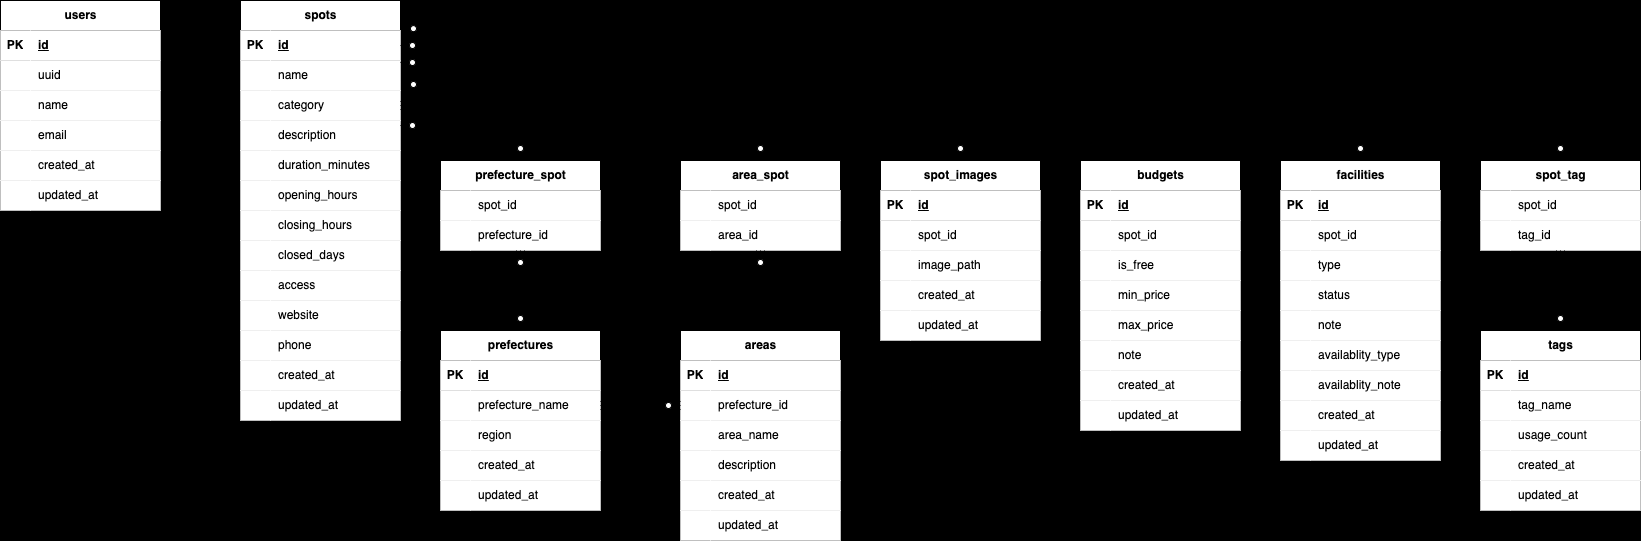 users
PK id
uuid
name
email
created_at
updated_at
spots
PK id
name
category
description
duration_minutes
opening_hours
closing_hours
closed_days
access
website
phone
created_at
updated_at
prefecture_spot
spot_id
prefecture_id
prefectures
PK id
prefecture_name
region
created_at
updated_at
area_spot
spot_id
area_id
areas
PK id
prefecture_id
area_name
description
created_at
updated_at
spot_images
PK id
spot_id
image_path
created_at
updated_at
budgets
PK id
spot_id
is_free
min_price
max_price
note
created_at
updated_at
facilities
PK id
spot_id
type
status
note
availablity_type
availablity_note
created_at
updated_at
spot_tag
spot_id
tag_id
tags
PK id
tag_name
usage_count
created_at
updated_at